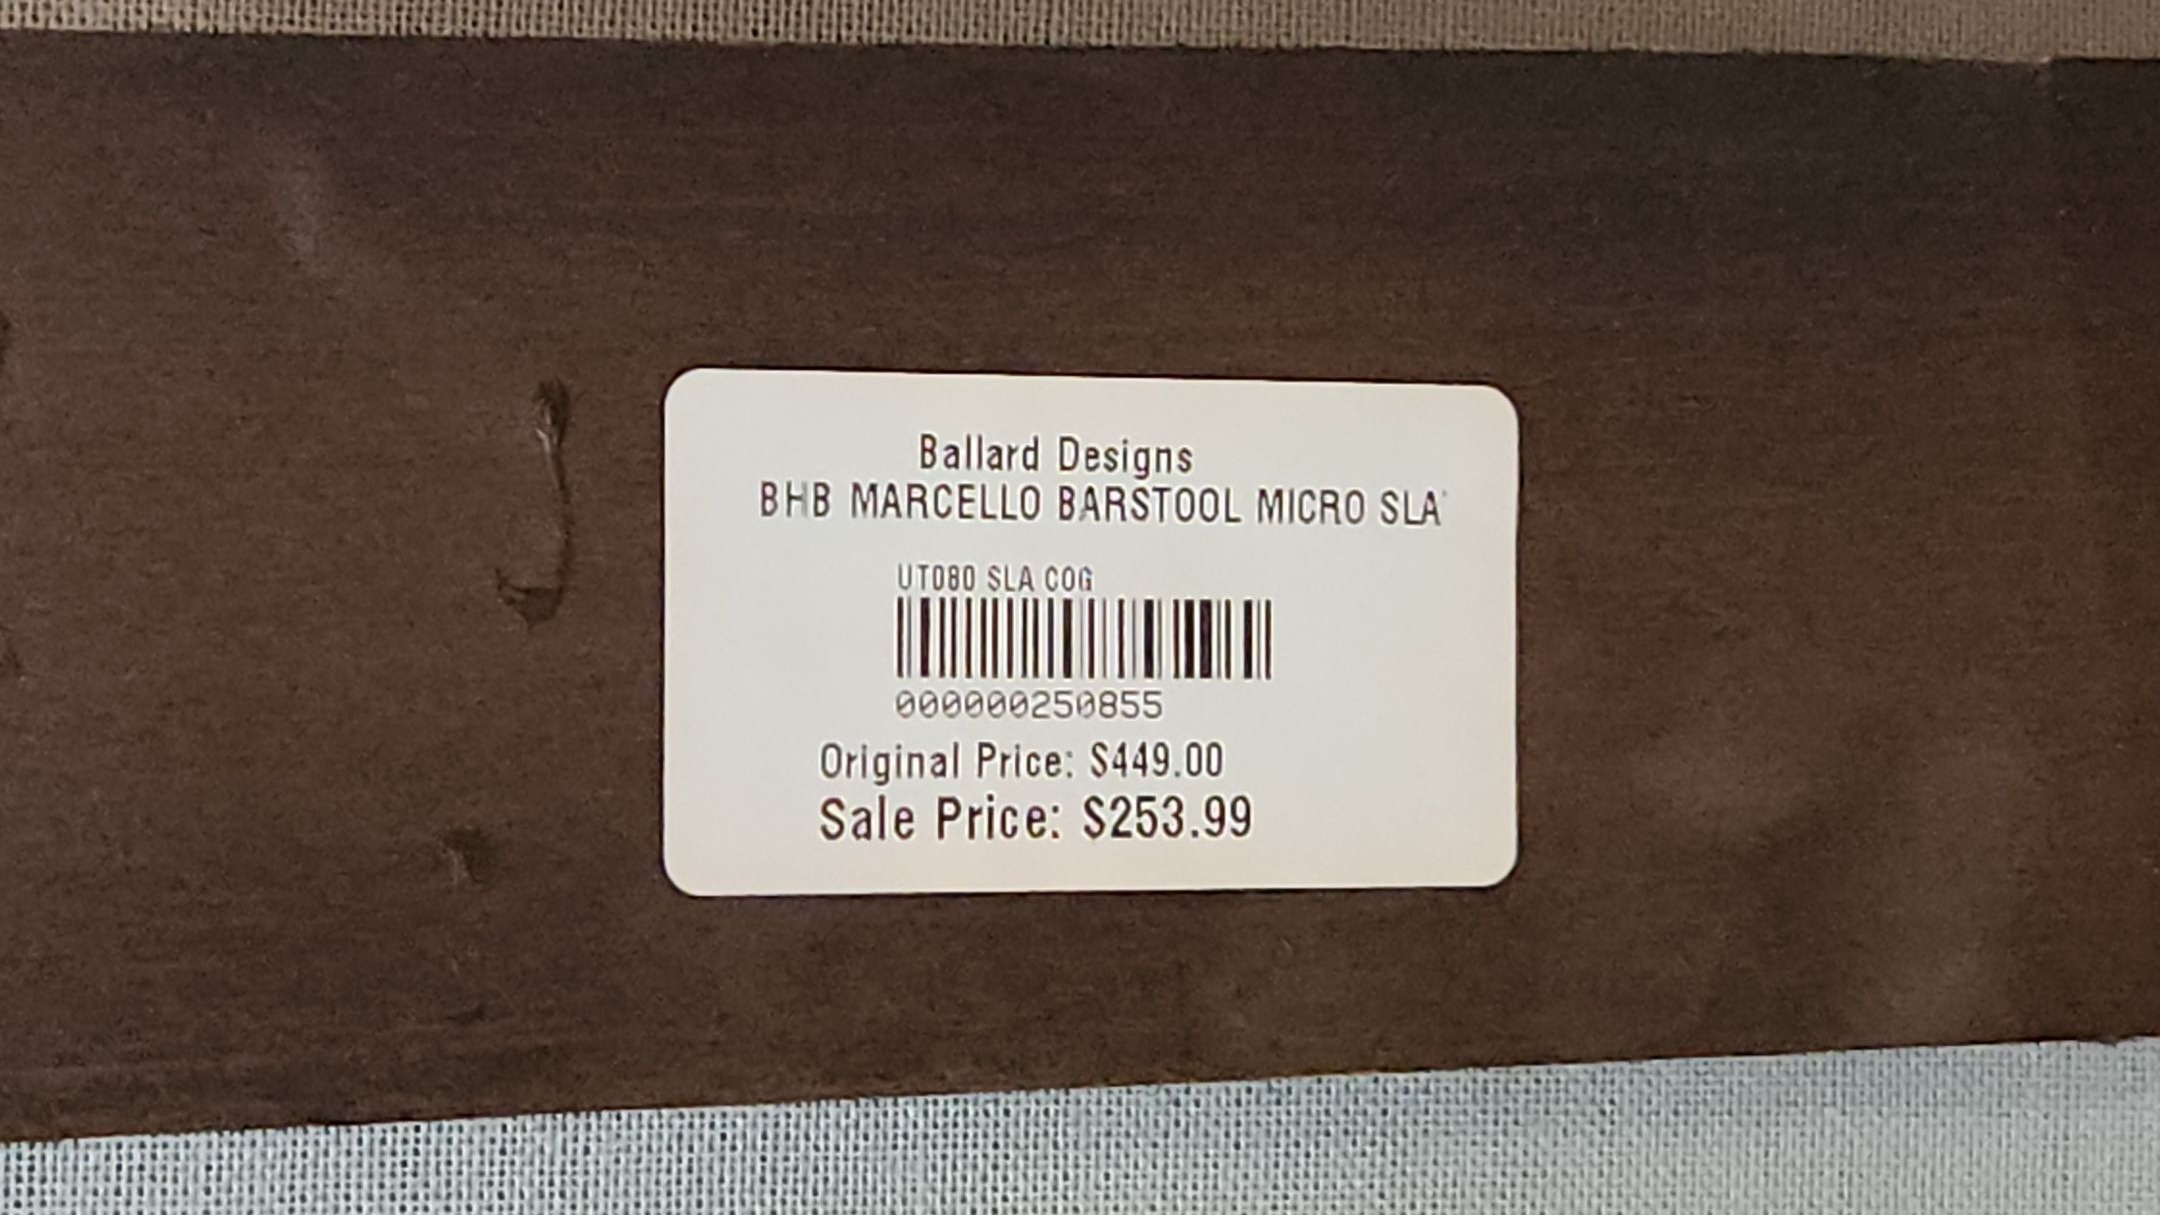 Ballard Designs
BHB MARCELLO BARSTOOL MICRO SLA
UT080 SLA COG
000000250855
Original Price: $449.00
Sale Price: $253.99